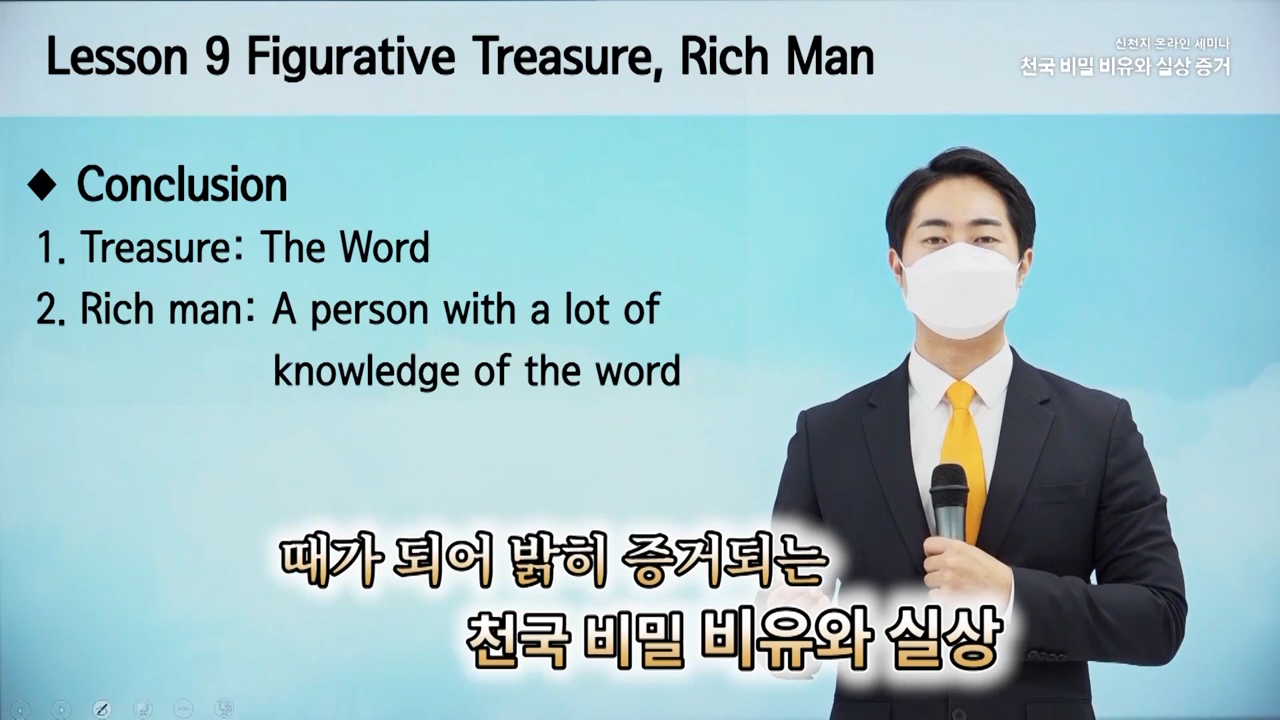 Lesson 9 Figurative Treasure, Rich Man
신천지 온라인 세미나
천국 비밀 비유와 실상 증거
◆ Conclusion
1. Treasure: The Word
2. Rich man: A person with a lot of
knowledge of the word
때가 되어 밝히 증거되는
천국 비밀 비유와 실상